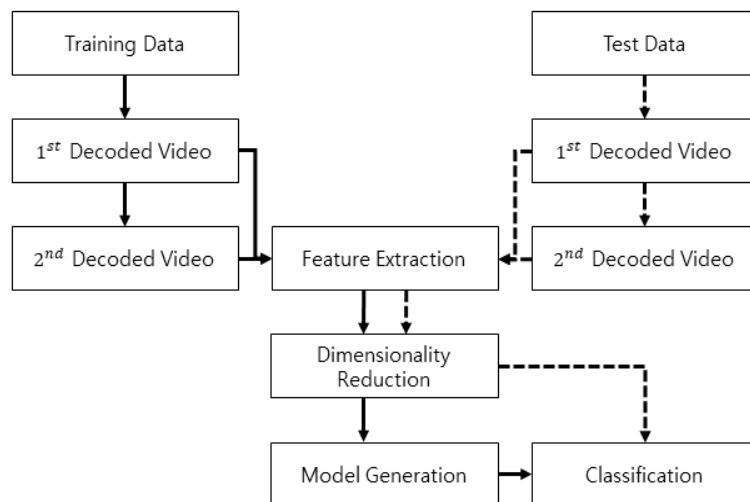 Training Data
Test Data
1st Decoded Video
1st Decoded Video
2nd Decoded Video
Feature Extraction
2nd Decoded Video
Dimensionality
Reduction
Model Generation
Classification